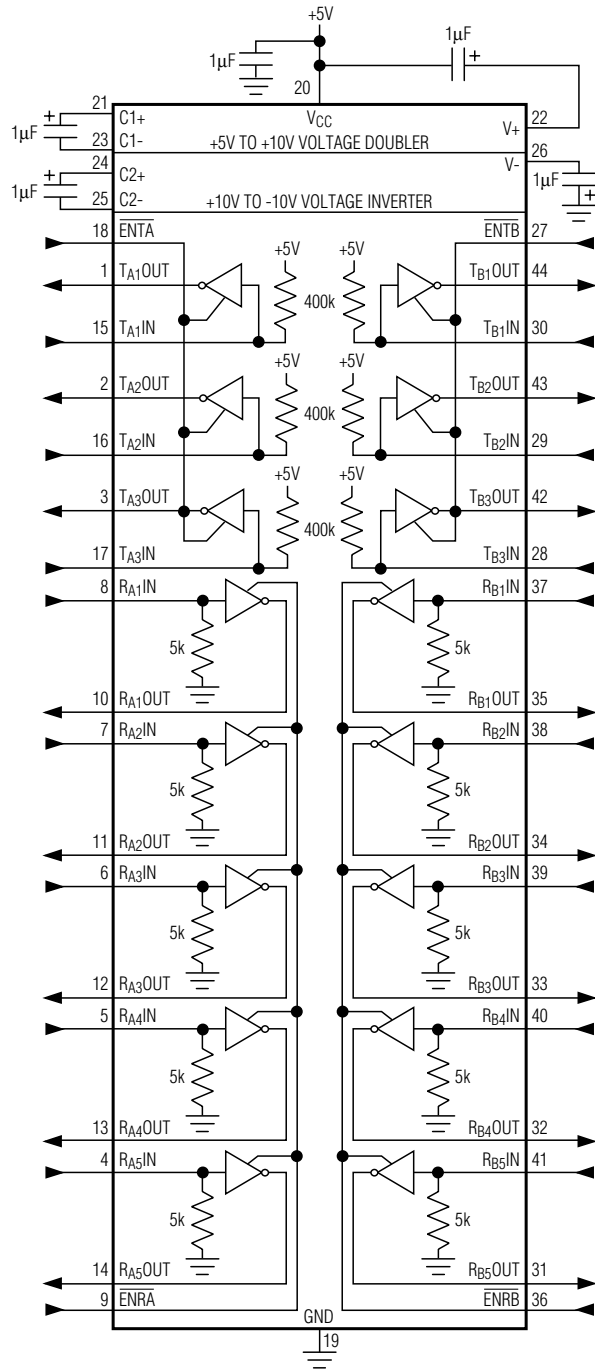 +5V
1µF
1µF
20
21 C1+ VCC V+ 22
1µF
23 C1- +5V TO +10V VOLTAGE DOUBLER
24 C2+ V- 26
1µF 1µF
25 C2- +10V TO -10V VOLTAGE INVERTER
18 ENTA ENTB 27
+5V +5V
1 TA1OUT TB1OUT 44
400k
15 TA1IN TB1IN 30
+5V
2 TA2OUT TB2OUT 43
400k
16 TA2IN TB2IN 29
+5V
3 TA3OUT TB3OUT 42
400k
17 TA3IN TB3IN 28
8 RA1IN RB1IN 37
5k 5k
10 RA1OUT RB1OUT 35
7 RA2IN RB2IN 38
5k 5k
11 RA2OUT RB2OUT 34
6 RA3IN RB3IN 39
5k 5k
12 RA3OUT RB3OUT 33
5 RA4IN RB4IN 40
5k 5k
13 RA4OUT RB4OUT 32
4 RA5IN RB5IN 41
5k 5k
14 RA5OUT RB5OUT 31
9 ENRA ENRB 36
GND
19